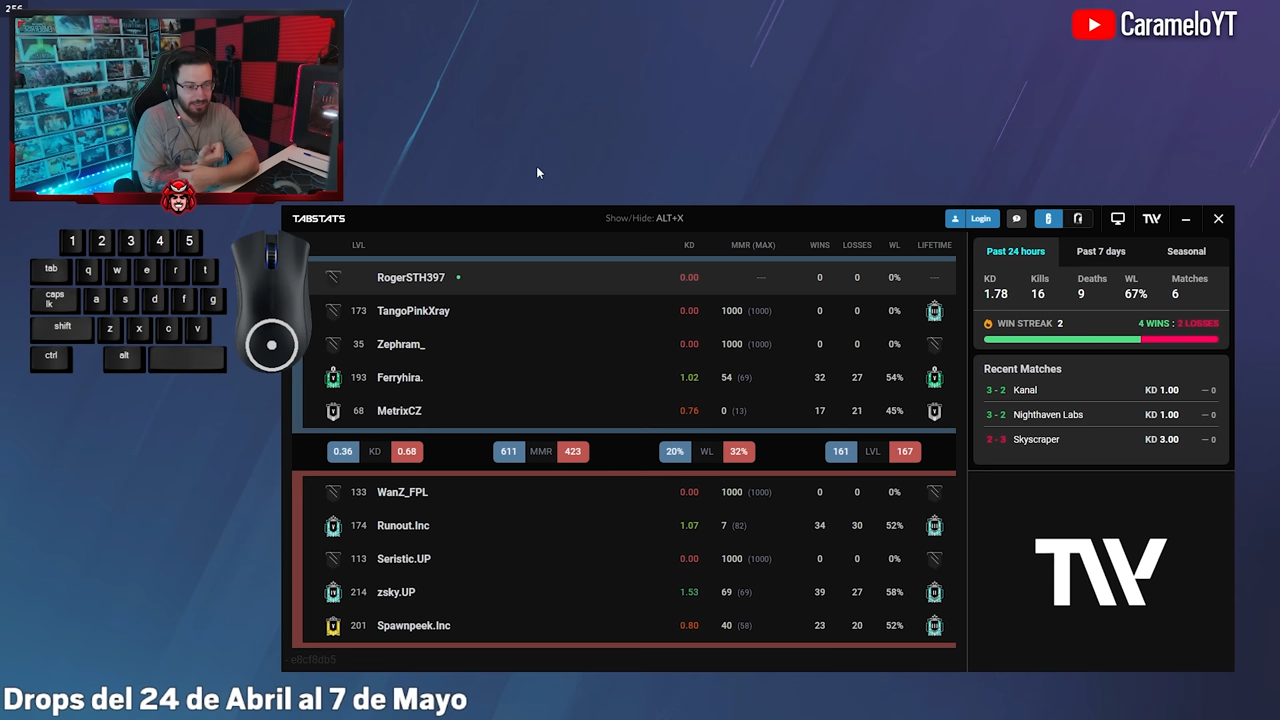 256
CarameloYT
1 2 3 4 5
tab q w e r t
caps lk a s d f g
shift z x c v
ctrl alt
TABSTATS Show/Hide: ALT+X Login
LVL KD MMR (MAX) WINS LOSSES WL LIFETIME
RogerSTH397 0.00 — 0 0 0% —
173 TangoPinkXray 0.00 1000 (1000) 0 0 0%
35 Zephram_ 0.00 1000 (1000) 0 0 0%
193 Ferryhira. 1.02 54 (69) 32 27 54%
68 MetrixCZ 0.76 0 (13) 17 21 45%
0.36 KD 0.68 611 MMR 423 20% WL 32% 161 LVL 167
133 WanZ_FPL 0.00 1000 (1000) 0 0 0%
174 Runout.Inc 1.07 7 (82) 34 30 52%
113 Seristic.UP 0.00 1000 (1000) 0 0 0%
214 zsky.UP 1.53 69 (69) 39 27 58%
201 Spawnpeek.Inc 0.80 40 (58) 23 20 52%
- e8cf8db5
Past 24 hours Past 7 days Seasonal
KD Kills Deaths WL Matches
1.78 16 9 67% 6
WIN STREAK 2 4 WINS : 2 LOSSES
Recent Matches
3 - 2 Kanal KD 1.00 — 0
3 - 2 Nighthaven Labs KD 1.00 — 0
2 - 3 Skyscraper KD 3.00 — 0
Drops del 24 de Abril al 7 de Mayo